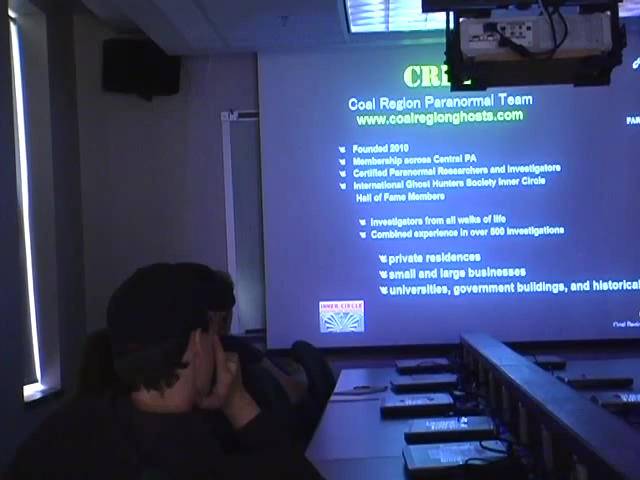 Coal Region Paranormal Team
www.coalregionghosts.com
Founded 2010
Membership across Central PA
Certified Paranormal Researchers and Investigators
International Ghost Hunters Society Inner Circle
Hall of Fame Members
Investigators from all walks of life
Combined experience in over 500 investigations
private residences
small and large businesses
universities, government buildings, and historical
INNER CIRCLE